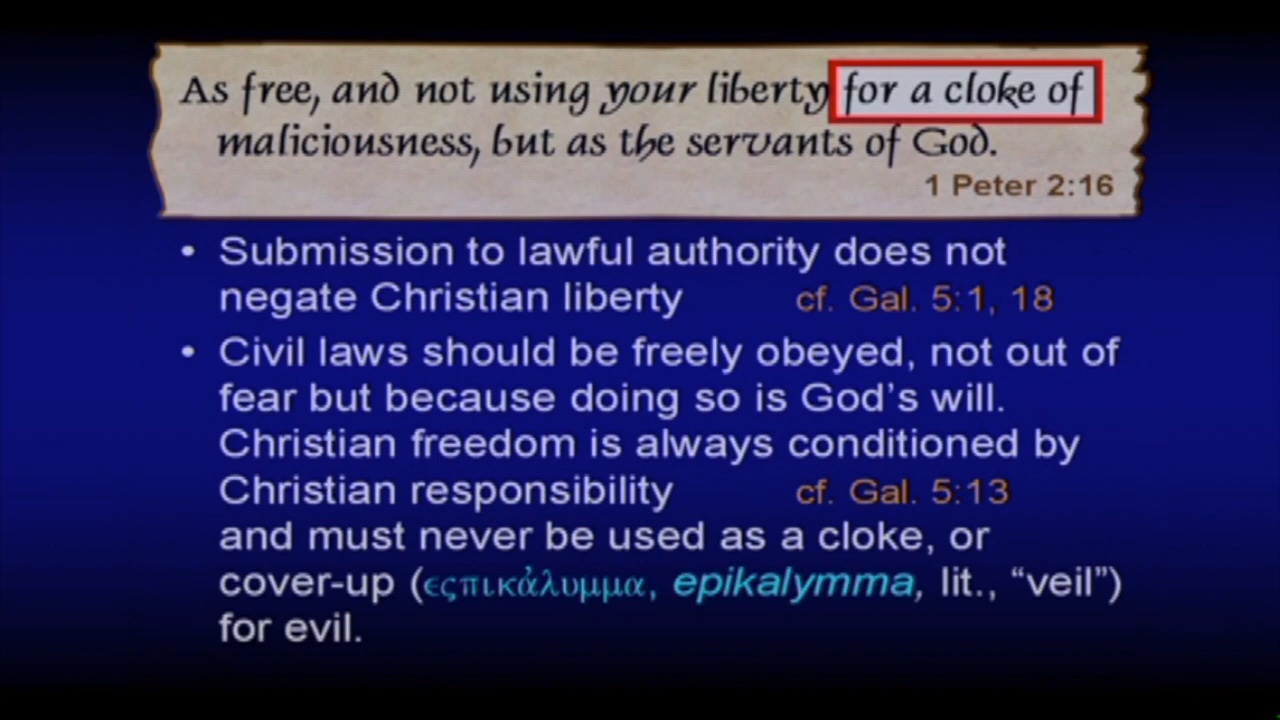 As free, and not using your liberty for a cloke of
maliciousness, but as the servants of God.
1 Peter 2:16
• Submission to lawful authority does not
negate Christian liberty cf. Gal. 5:1, 18
• Civil laws should be freely obeyed, not out of
fear but because doing so is God’s will.
Christian freedom is always conditioned by
Christian responsibility cf. Gal. 5:13
and must never be used as a cloke, or
cover-up (εςπικἀλυμμα, epikalymma, lit., “veil”)
for evil.